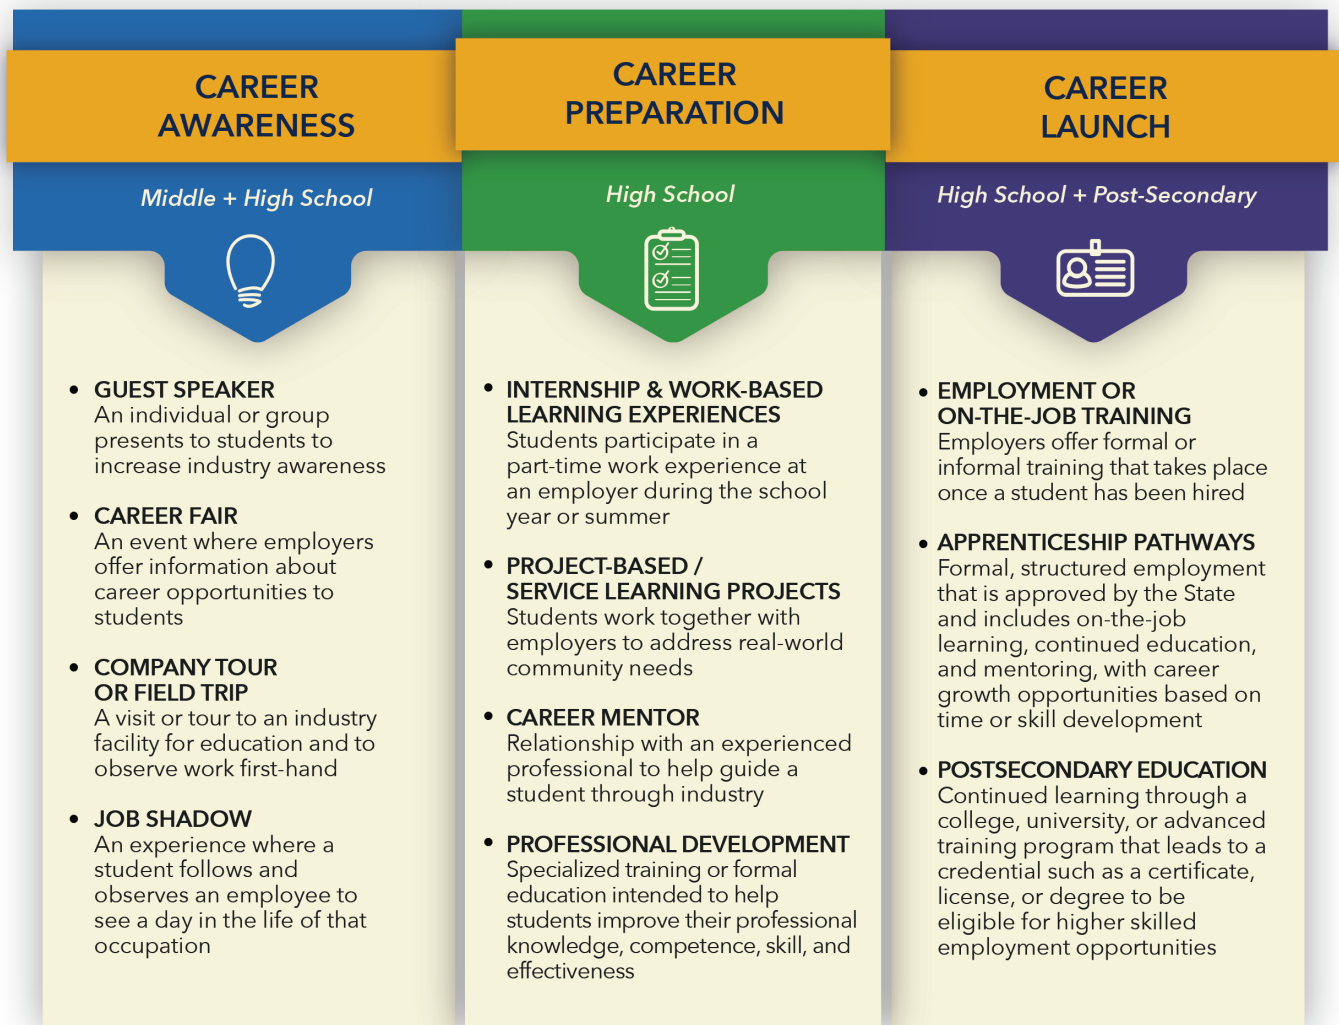 CAREER
AWARENESS
Middle + High School
• GUEST SPEAKER
An individual or group
presents to students to
increase industry awareness
• CAREER FAIR
An event where employers
offer information about
career opportunities to
students
• COMPANY TOUR
OR FIELD TRIP
A visit or tour to an industry
facility for education and to
observe work first-hand
• JOB SHADOW
An experience where a
student follows and
observes an employee to
see a day in the life of that
occupation
CAREER
PREPARATION
High School
• INTERNSHIP & WORK-BASED
LEARNING EXPERIENCES
Students participate in a
part-time work experience at
an employer during the school
year or summer
• PROJECT-BASED /
SERVICE LEARNING PROJECTS
Students work together with
employers to address real-world
community needs
• CAREER MENTOR
Relationship with an experienced
professional to help guide a
student through industry
• PROFESSIONAL DEVELOPMENT
Specialized training or formal
education intended to help
students improve their professional
knowledge, competence, skill, and
effectiveness
CAREER
LAUNCH
High School + Post-Secondary
• EMPLOYMENT OR
ON-THE-JOB TRAINING
Employers offer formal or
informal training that takes place
once a student has been hired
• APPRENTICESHIP PATHWAYS
Formal, structured employment
that is approved by the State
and includes on-the-job
learning, continued education,
and mentoring, with career
growth opportunities based on
time or skill development
• POSTSECONDARY EDUCATION
Continued learning through a
college, university, or advanced
training program that leads to a
credential such as a certificate,
license, or degree to be
eligible for higher skilled
employment opportunities